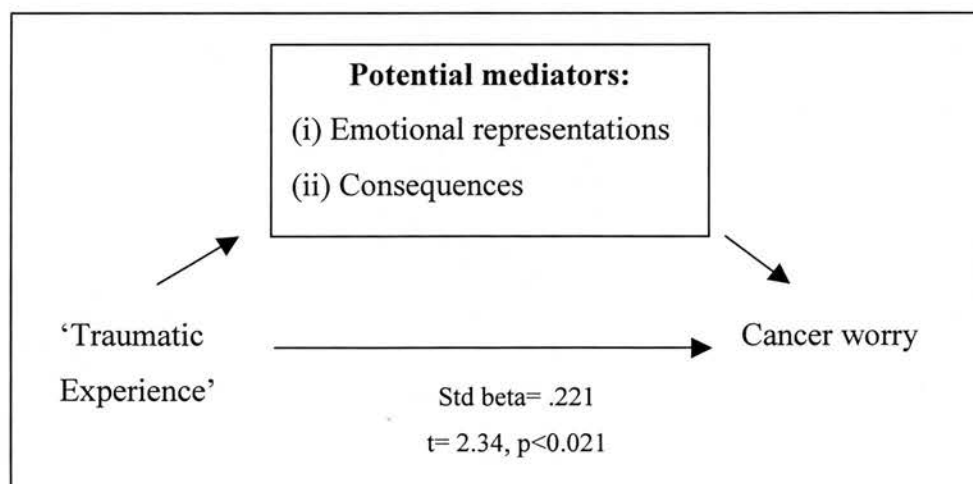 Potential mediators:
(i) Emotional representations
(ii) Consequences
‘Traumatic
Experience’
Cancer worry
Std beta= .221
t= 2.34, p<0.021